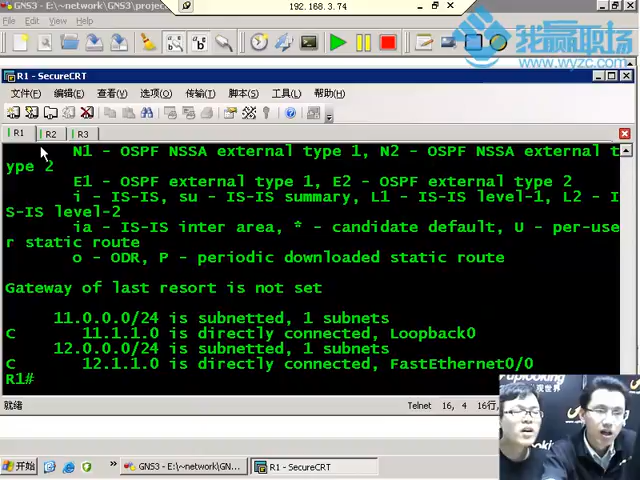 GNS3 - E:\~network\GNS3\project
192.168.3.74
File Edit View Device
我赢职场
www.wyzc.com
R1 - SecureCRT
文件(F) 编辑(E) 查看(V) 选项(O) 传输(T) 脚本(S) 工具(L) 帮助(H)
R1 R2 R3
N1 - OSPF NSSA external type 1, N2 - OSPF NSSA external t
ype 2
E1 - OSPF external type 1, E2 - OSPF external type 2
i - IS-IS, su - IS-IS summary, L1 - IS-IS level-1, L2 - I
S-IS level-2
ia - IS-IS inter area, * - candidate default, U - per-use
r static route
o - ODR, P - periodic downloaded static route
Gateway of last resort is not set
11.0.0.0/24 is subnetted, 1 subnets
C 11.1.1.0 is directly connected, Loopback0
12.0.0.0/24 is subnetted, 1 subnets
C 12.1.1.0 is directly connected, FastEthernet0/0
R1#
就绪 Telnet 16, 4 16行,
开始 GNS3 - E:\~network\GN... R1 - SecureCRT